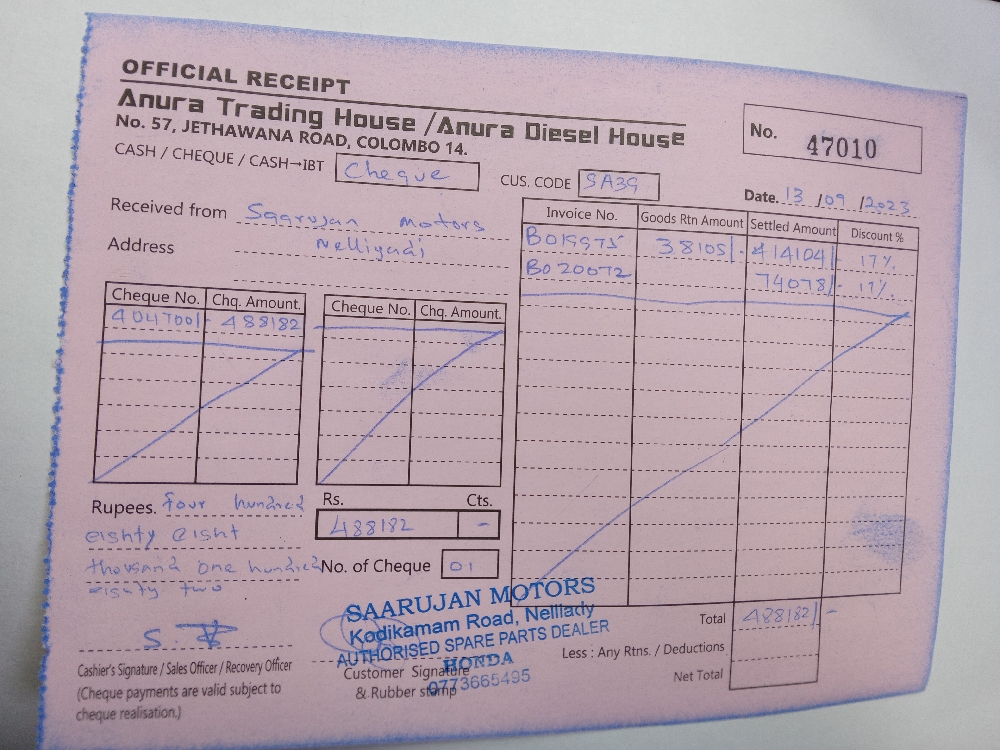 OFFICIAL RECEIPT
Anura Trading House / Anura Diesel House
No. 57, JETHAWANA ROAD, COLOMBO 14.
No. 47010
CASH / CHEQUE / CASH→IBT Cheque
CUS. CODE SA39
Date. 13 /09 /2023
Received from Saarujan motors
Address Nelliyadi
Invoice No. Goods Rtn Amount Settled Amount Discount %
B019975 38105/- 414104/- 17%
B020072 74078/- 17%
Cheque No. Chq. Amount. Cheque No. Chq. Amount.
404700 488182
Rupees. four hundred
eighty eight
thousand one hundred
eighty two
Rs. Cts.
488182 -
No. of Cheque 01
Total 488182/-
Less : Any Rtns. / Deductions
Net Total
SAARUJAN MOTORS
Kodikamam Road, Nelliady
AUTHORISED SPARE PARTS DEALER
HONDA
0773665495
Cashier's Signature / Sales Officer / Recovery Officer
(Cheque payments are valid subject to
cheque realisation.)
Customer Signature
& Rubber stamp